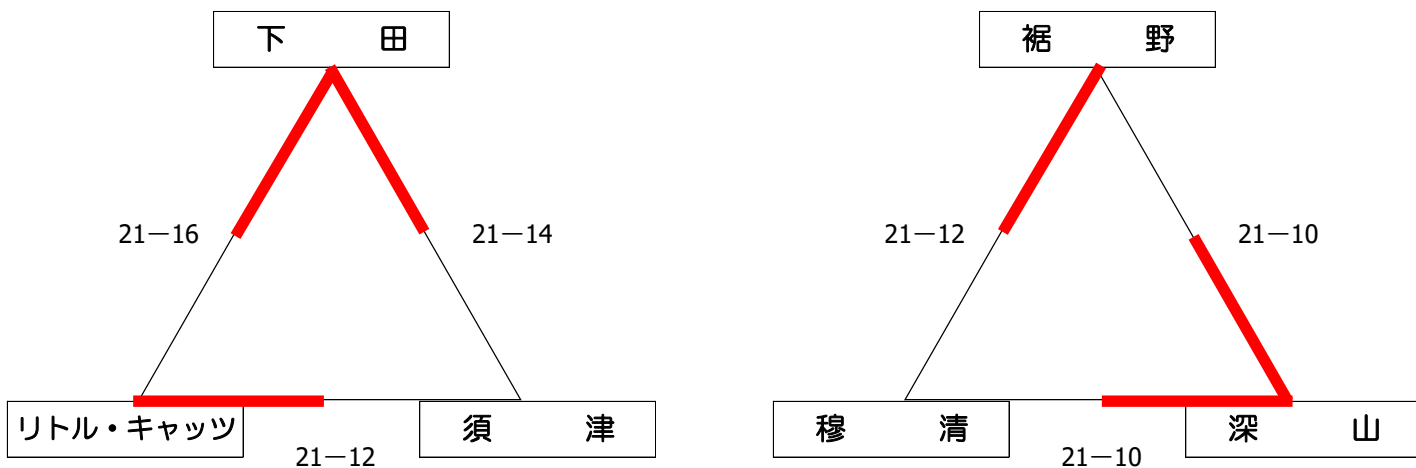 下 田
裾 野
21－16
21－14
21－12
21－10
リトル・キャッツ
須 津
穆 清
深 山
21－12
21－10